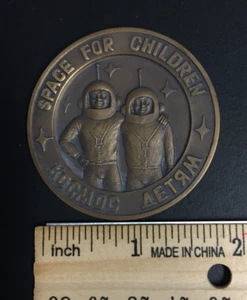 SPACE FOR CHILDREN
КОСМОС ДЕТЯМ
inch 1 MADE IN CHINA 2